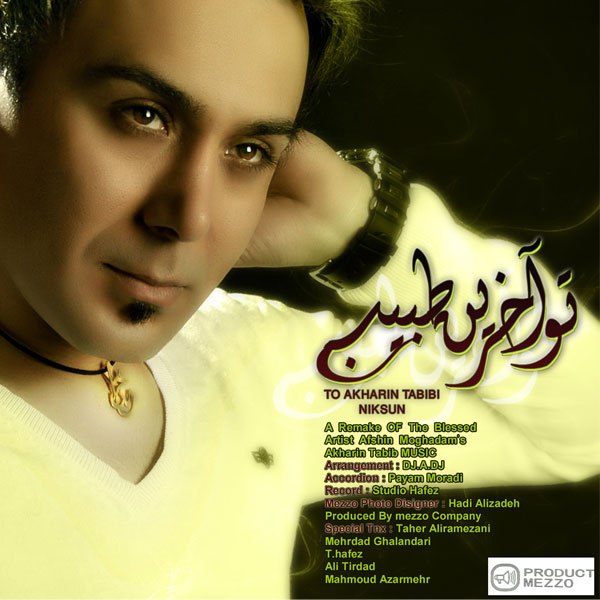 تو آخرین طبیب
TO AKHARIN TABIBI
NIKSUN
A Remake OF The Blessed
Artist Afshin Moghadam's
Akharin Tabib MUSIC
Arrangement : DJ.A.DJ
Accordion : Payam Moradi
Record : Studio Hafez
Mezzo Photo Disigner : Hadi Alizadeh
Produced By mezzo Company
Special Tnx : Taher Aliramezani
Mehrdad Ghalandari
T.hafez
Ali Tirdad
Mahmoud Azarmehr
PRODUCT
MEZZO